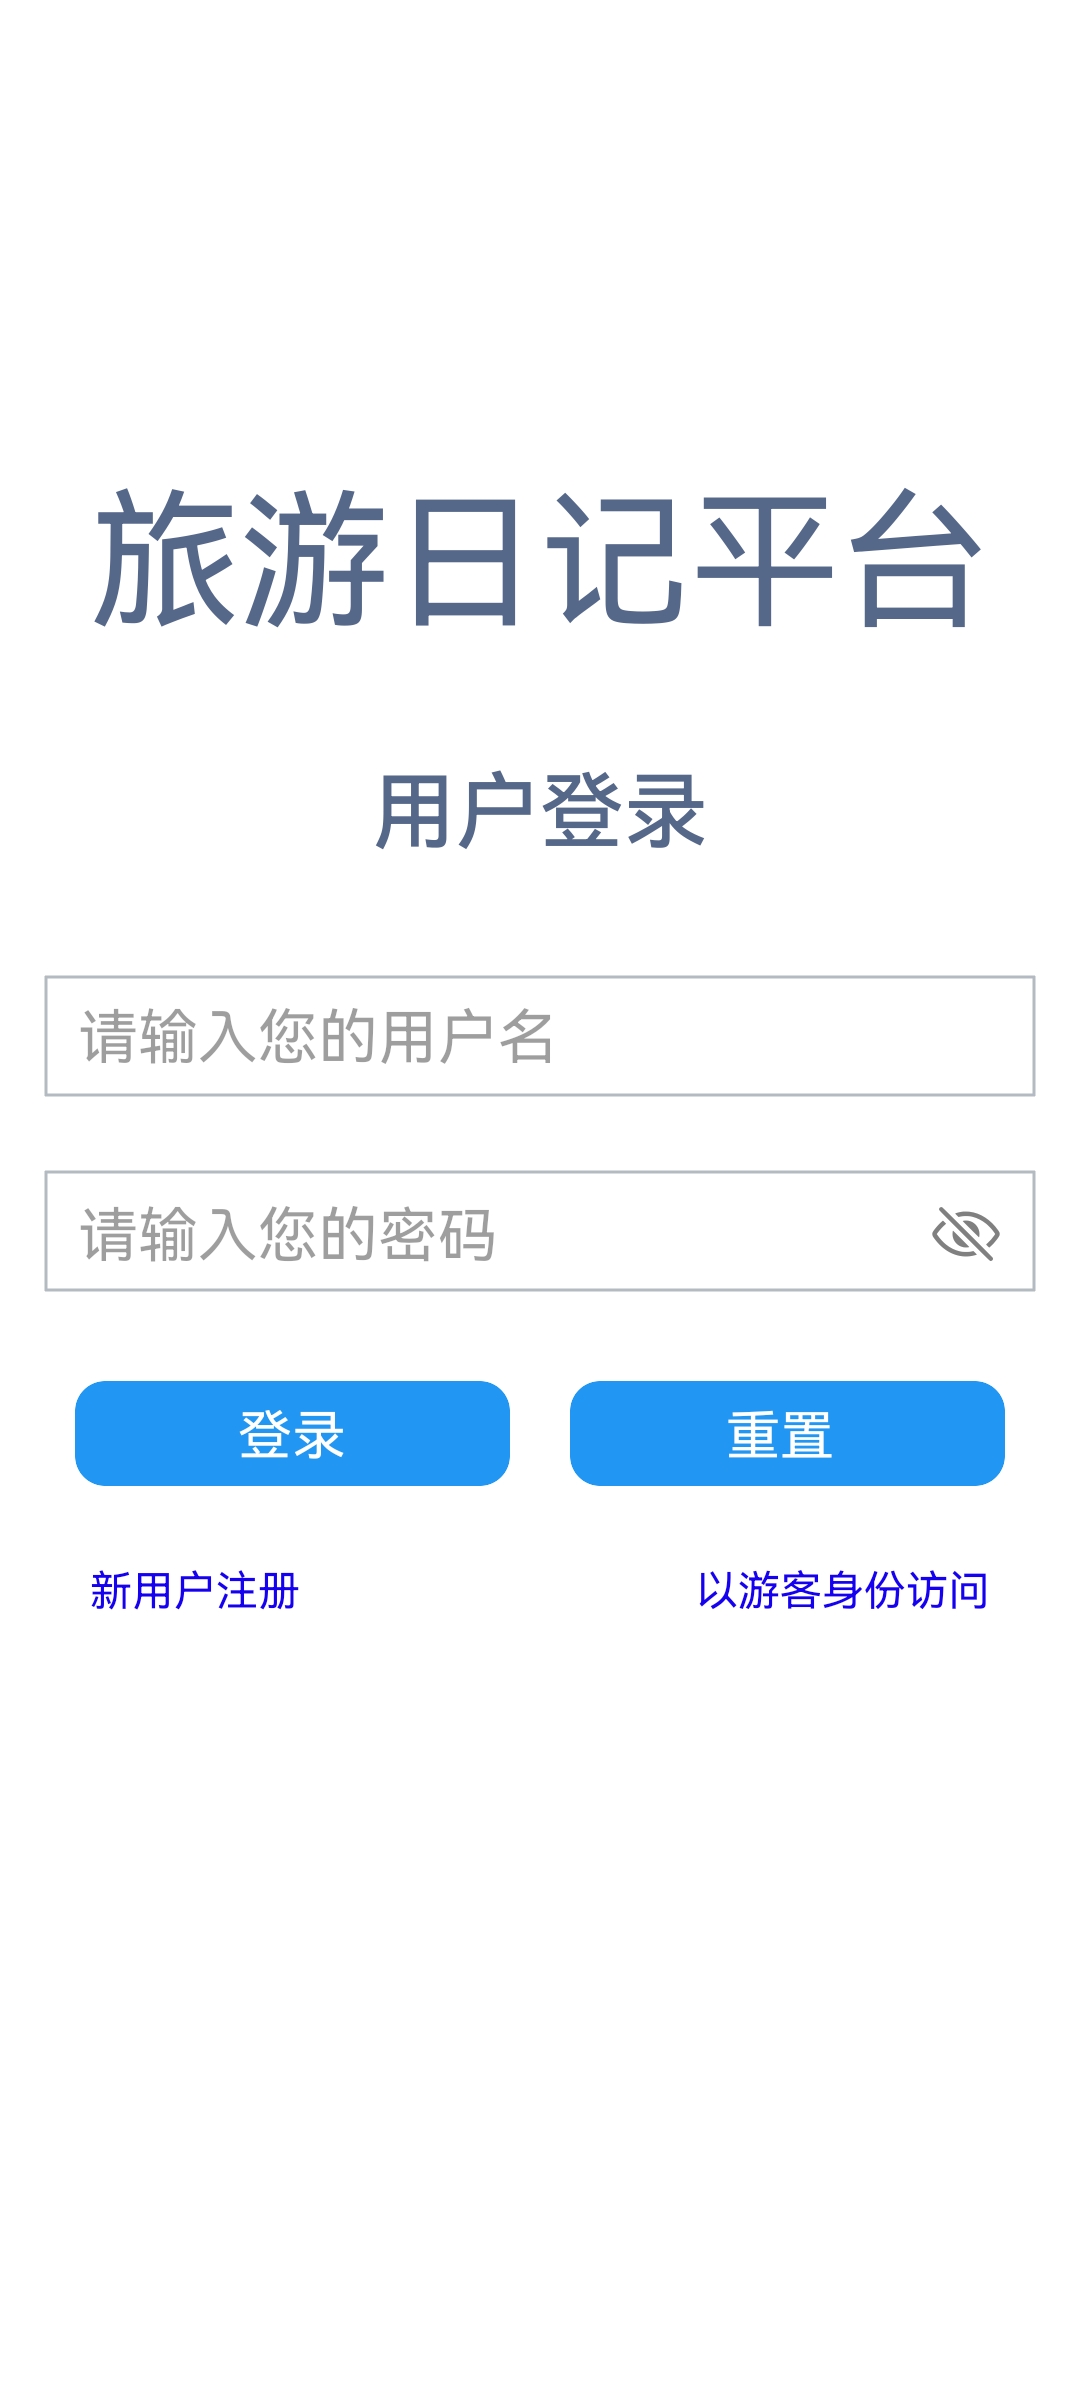 旅游日记平台
用户登录
请输入您的用户名
请输入您的密码
登录 重置
新用户注册 以游客身份访问